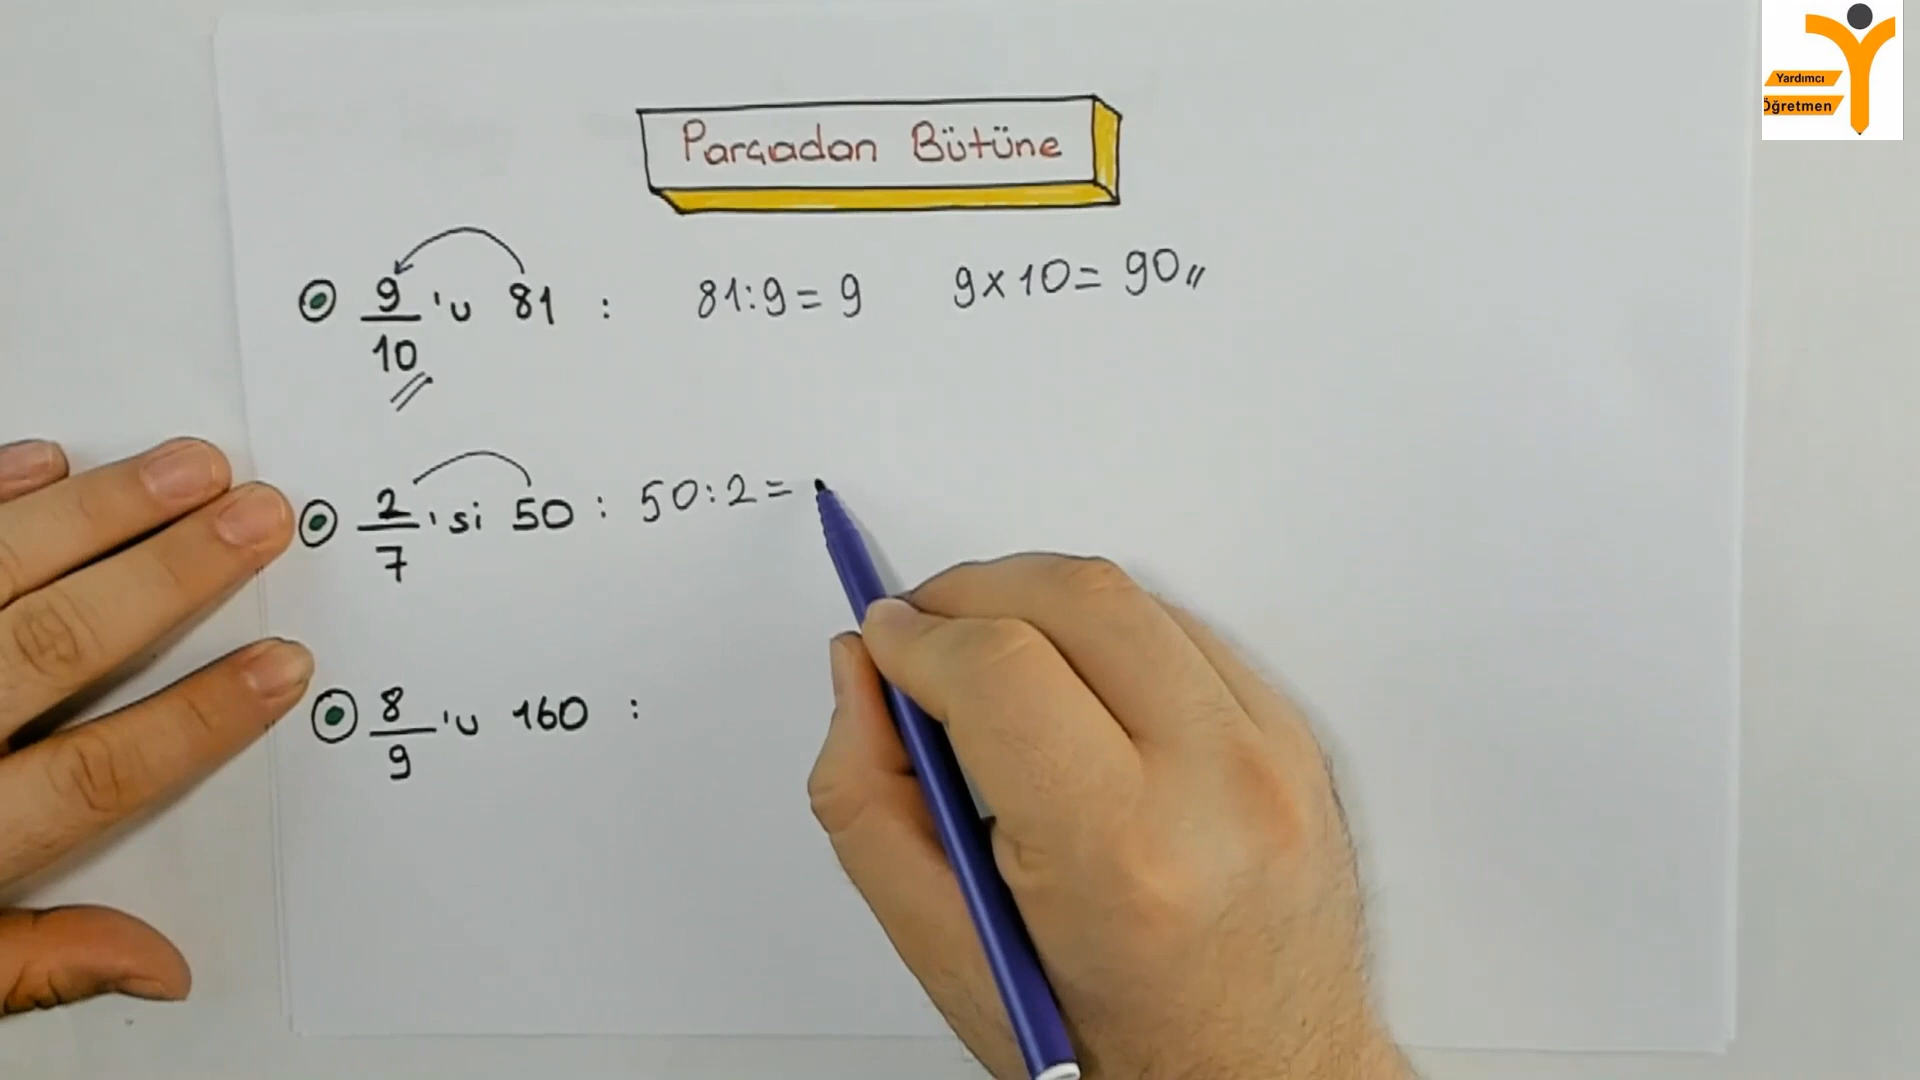 Yardımcı
Öğretmen
Parçadan Bütüne
9/10 'u 81 : 81:9=9 9x10=90
2/7 'si 50 : 50:2=
8/9 'u 160 :